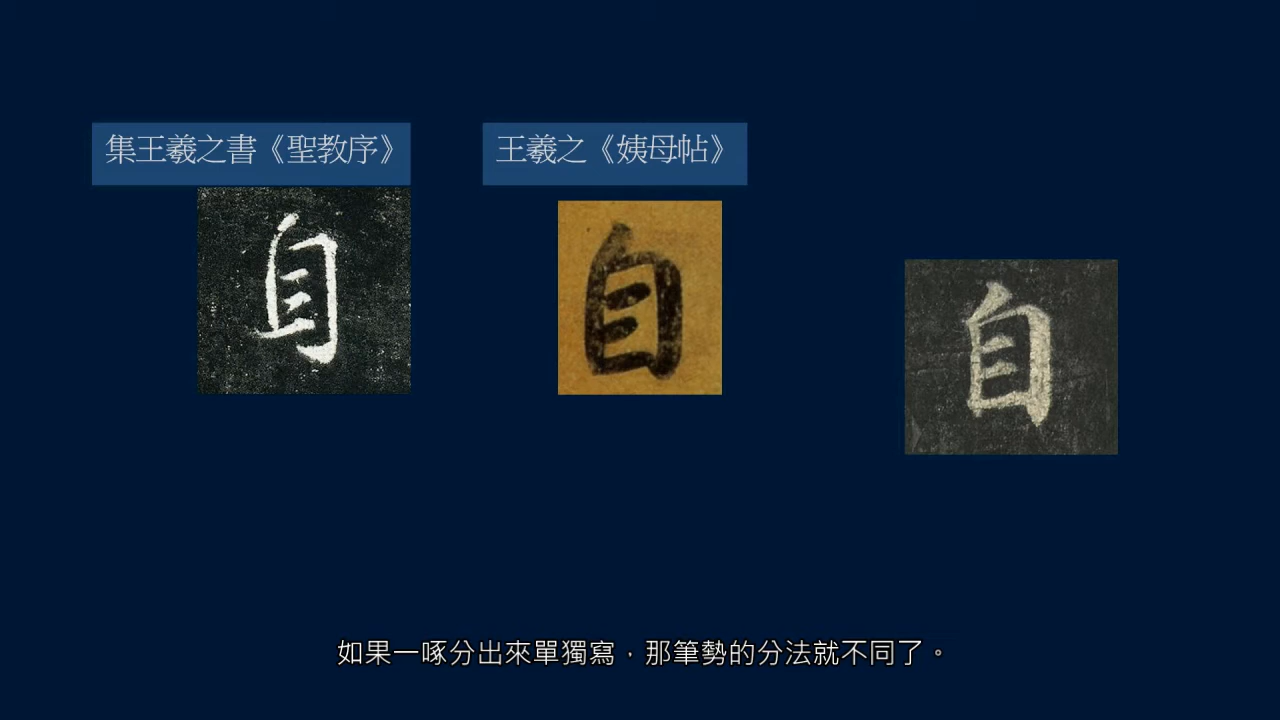 集王羲之書《聖教序》
王羲之《姨母帖》
自
自
自
如果一啄分出來單獨寫，那筆勢的分法就不同了。